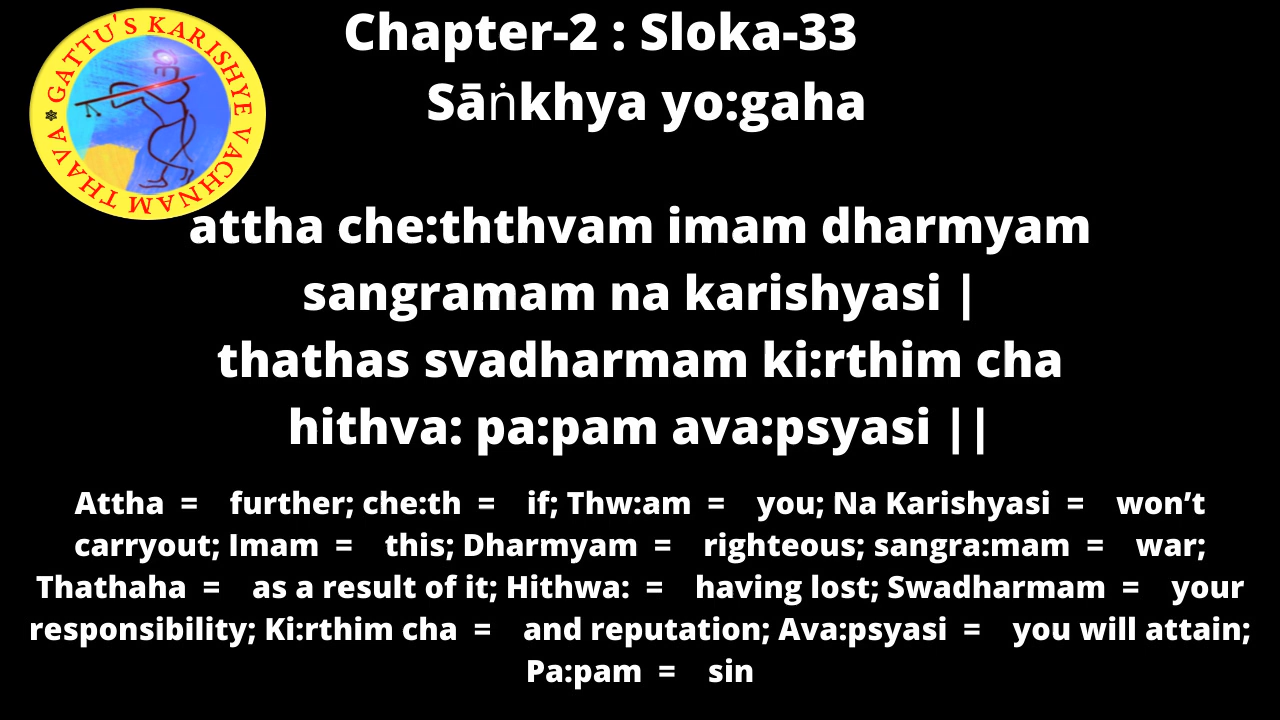 GATTU'S KARISHYE VACHNAM THAVA
Chapter-2 : Sloka-33
Sāṅkhya yo:gaha
attha che:ththvam imam dharmyam
sangramam na karishyasi |
thathas svadharmam ki:rthim cha
hithva: pa:pam ava:psyasi ||
Attha = further; che:th = if; Thw:am = you; Na Karishyasi = won’t
carryout; Imam = this; Dharmyam = righteous; sangra:mam = war;
Thathaha = as a result of it; Hithwa: = having lost; Swadharmam = your
responsibility; Ki:rthim cha = and reputation; Ava:psyasi = you will attain;
Pa:pam = sin